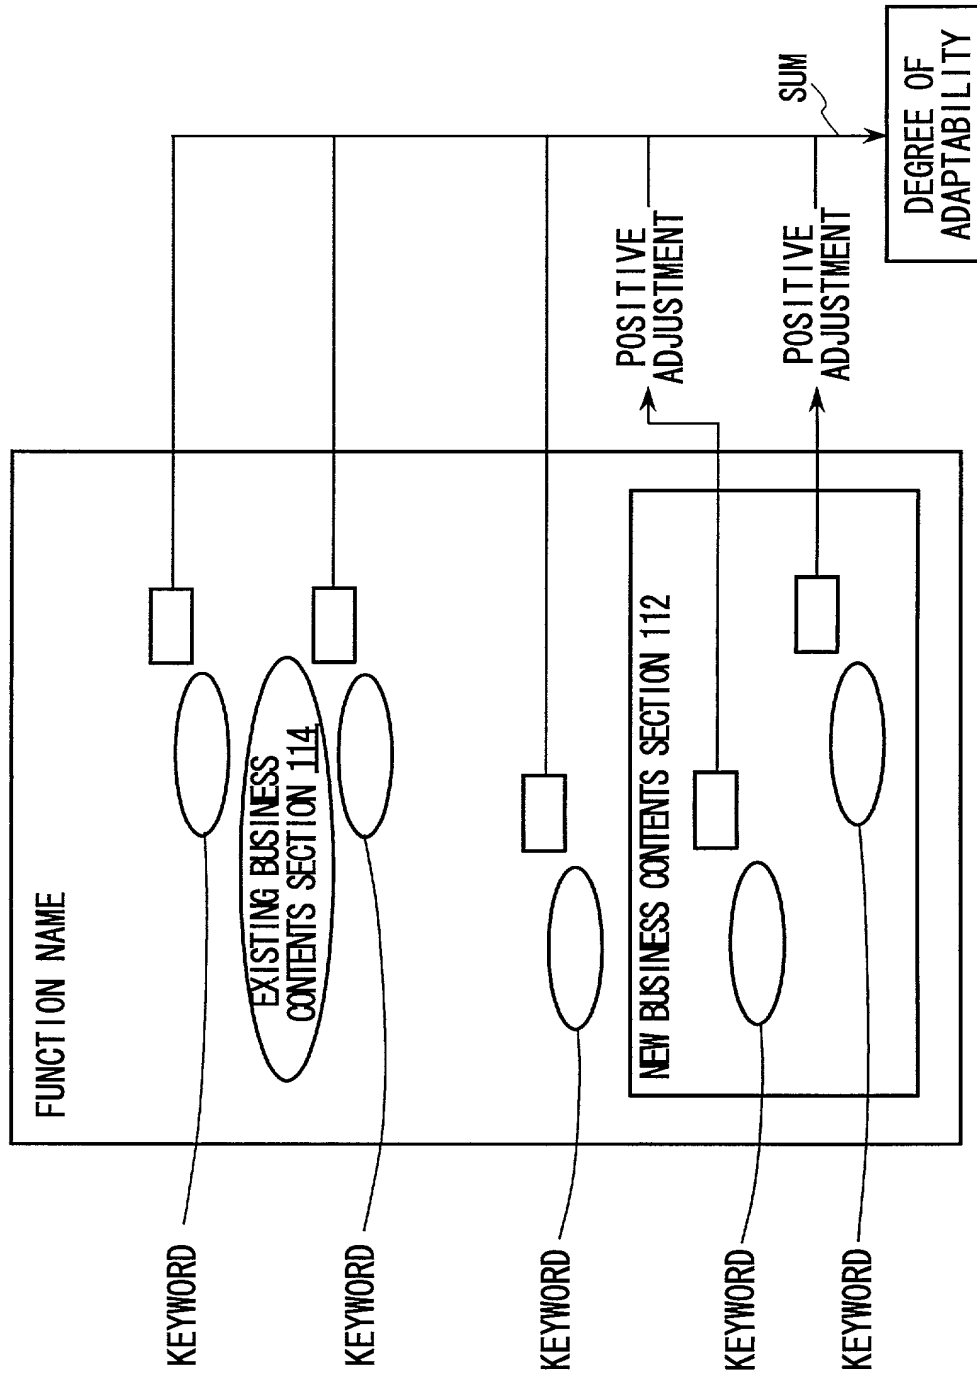 FUNCTION NAME
KEYWORD
KEYWORD
EXISTING BUSINESS
CONTENTS SECTION 114
KEYWORD
NEW BUSINESS CONTENTS SECTION 112
KEYWORD
KEYWORD
POSITIVE
ADJUSTMENT
POSITIVE
ADJUSTMENT
SUM
DEGREE OF
ADAPTABILITY